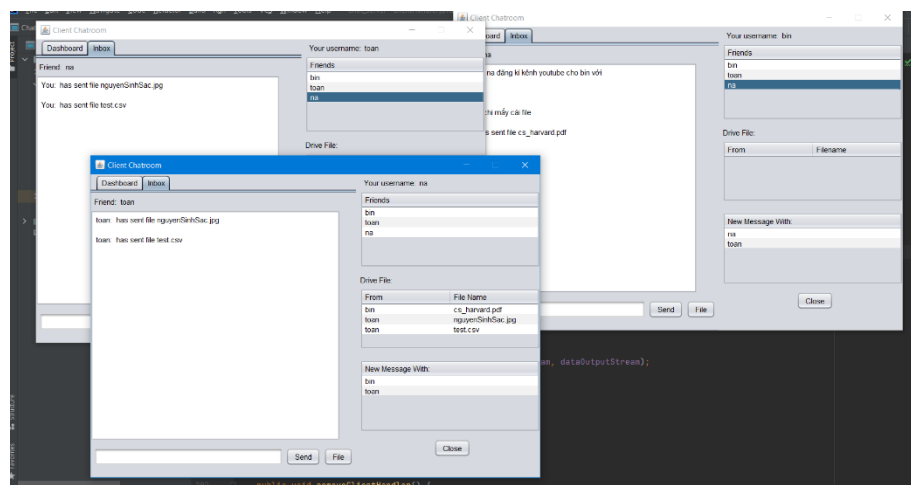 Client Chatroom
Dashboard Inbox
Friend: na
You: has sent file nguyenSinhSac.jpg
You: has sent file test.csv
Your username: toan
Friends
bin
toan
na
Drive File:
Client Chatroom
Inbox
na đăng kí kênh youtube cho bin với
mấy cái file
sent file cs_harvard.pdf
Send File
Your username: bin
Friends
bin
toan
na
Drive File:
From Filename
New Message With:
na
toan
Close
Client Chatroom
Dashboard Inbox
Friend: toan
toan: has sent file nguyenSinhSac.jpg
toan: has sent file test.csv
Send File
Your username: na
Friends
bin
toan
na
Drive File:
From File Name
bin cs_harvard.pdf
toan nguyenSinhSac.jpg
toan test.csv
New Message With:
bin
toan
Close
dataOutputStream);
public void removeClientHandler() {